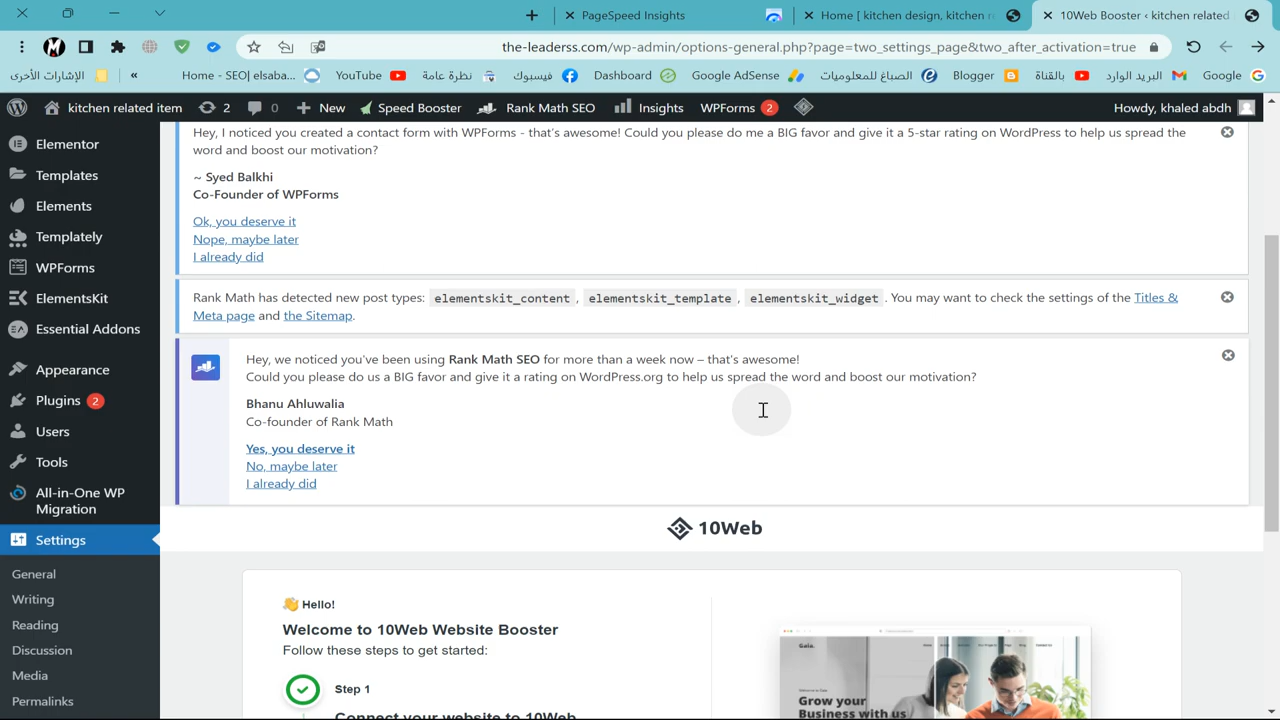 PageSpeed Insights
Home [ kitchen design, kitchen r
10Web Booster ‹ kitchen related
the-leaderss.com/wp-admin/options-general.php?page=two_settings_page&two_after_activation=true
الإشارات الأخرى
»
Home - SEO| elsaba...
YouTube
نظرة عامة
فيسبوك
Dashboard
Google AdSense
الصباغ للمعلوميات
Blogger
بالقناة
البريد الوارد
Google
kitchen related item
2
0
New
Speed Booster
Rank Math SEO
Insights
WPForms 2
Howdy, khaled abdh
Elementor
Templates
Elements
Templately
WPForms
ElementsKit
Essential Addons
Appearance
Plugins 2
Users
Tools
All-in-One WP
Migration
Settings
General
Writing
Reading
Discussion
Media
Permalinks
Hey, I noticed you created a contact form with WPForms - that's awesome! Could you please do me a BIG favor and give it a 5-star rating on WordPress to help us spread the
word and boost our motivation?
~ Syed Balkhi
Co-Founder of WPForms
Ok, you deserve it
Nope, maybe later
I already did
Rank Math has detected new post types: elementskit_content , elementskit_template , elementskit_widget . You may want to check the settings of the Titles &
Meta page and the Sitemap.
Hey, we noticed you've been using Rank Math SEO for more than a week now – that's awesome!
Could you please do us a BIG favor and give it a rating on WordPress.org to help us spread the word and boost our motivation?
Bhanu Ahluwalia
Co-founder of Rank Math
Yes, you deserve it
No, maybe later
I already did
10Web
Hello!
Welcome to 10Web Website Booster
Follow these steps to get started:
Step 1
Connect your website to 10Web
Grow your
Business with us